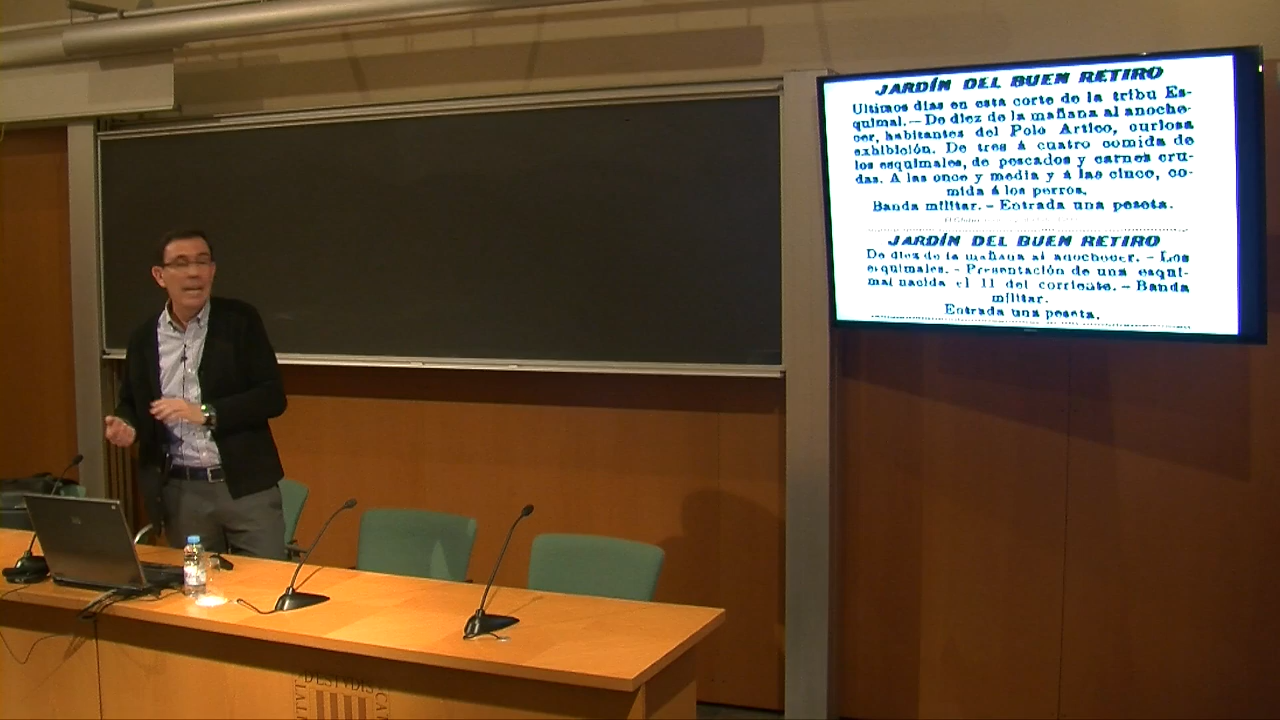 JARDÍN DEL BUEN RETIRO
Ultimos días en esta corte de la tribu Es-
quimal. — De diez de la mañana al anoche-
cer, habitantes del Polo Artico, curiosa
exhibición. De tres á cuatro comida de
los esquimales, de pescados y carnes cru-
das. A las once y media y á las cinco, co-
mida á los perros.
Banda militar. – Entrada una peseta.
JARDÍN DEL BUEN RETIRO
De diez de la mañana al anochecer. – Los
esquimales. – Presentación de una esqui-
mal nacida el 11 del corriente. – Banda
militar.
Entrada una peseta.
D'ESTVDIS